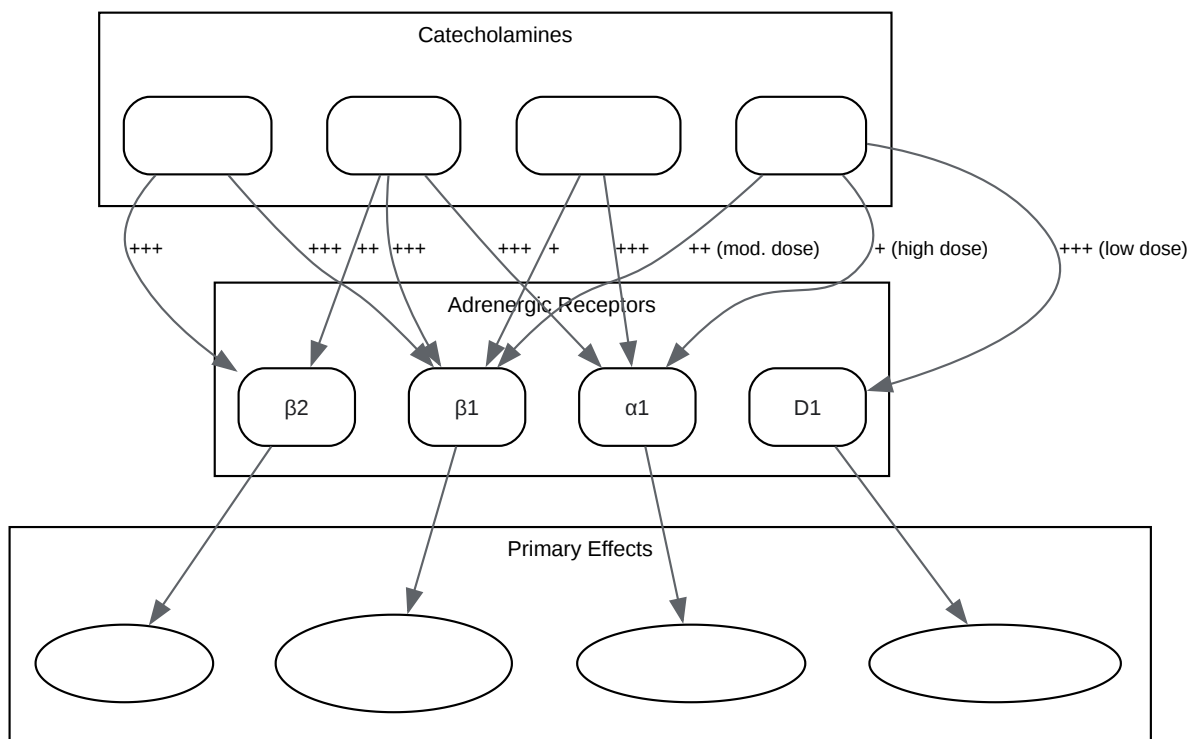 Catecholamines
+++
+++
++
+++
+++
+
+++
++ (mod. dose)
+ (high dose)
+++ (low dose)
Adrenergic Receptors
β2
β1
α1
D1
Primary Effects